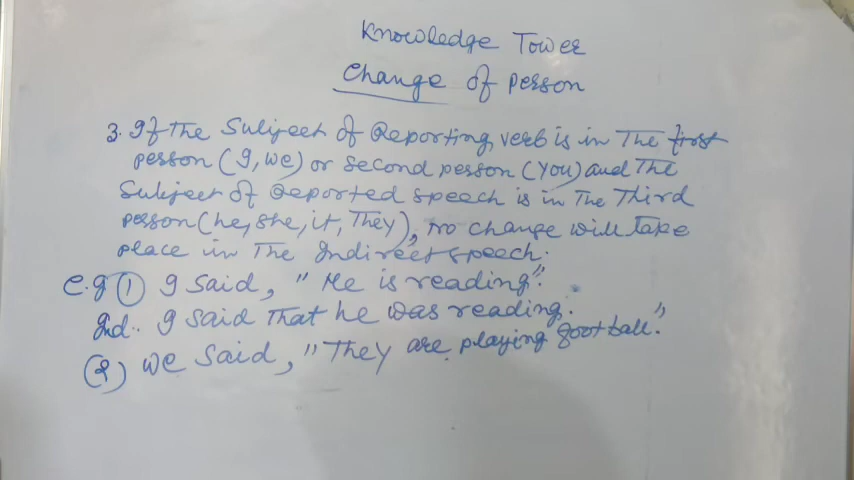 Knowledge Tower
Change of person
3. If the Subject of Reporting verb is in The first
person (I, we) or second person (You) and The
Subject of Reported speech is in The Third
person (he, she, it, They), no change will take
place in The Indirect speech.
e.g (1) I said, " He is reading".
Ind.. I said That he was reading.
(2) we said, "They are playing football."